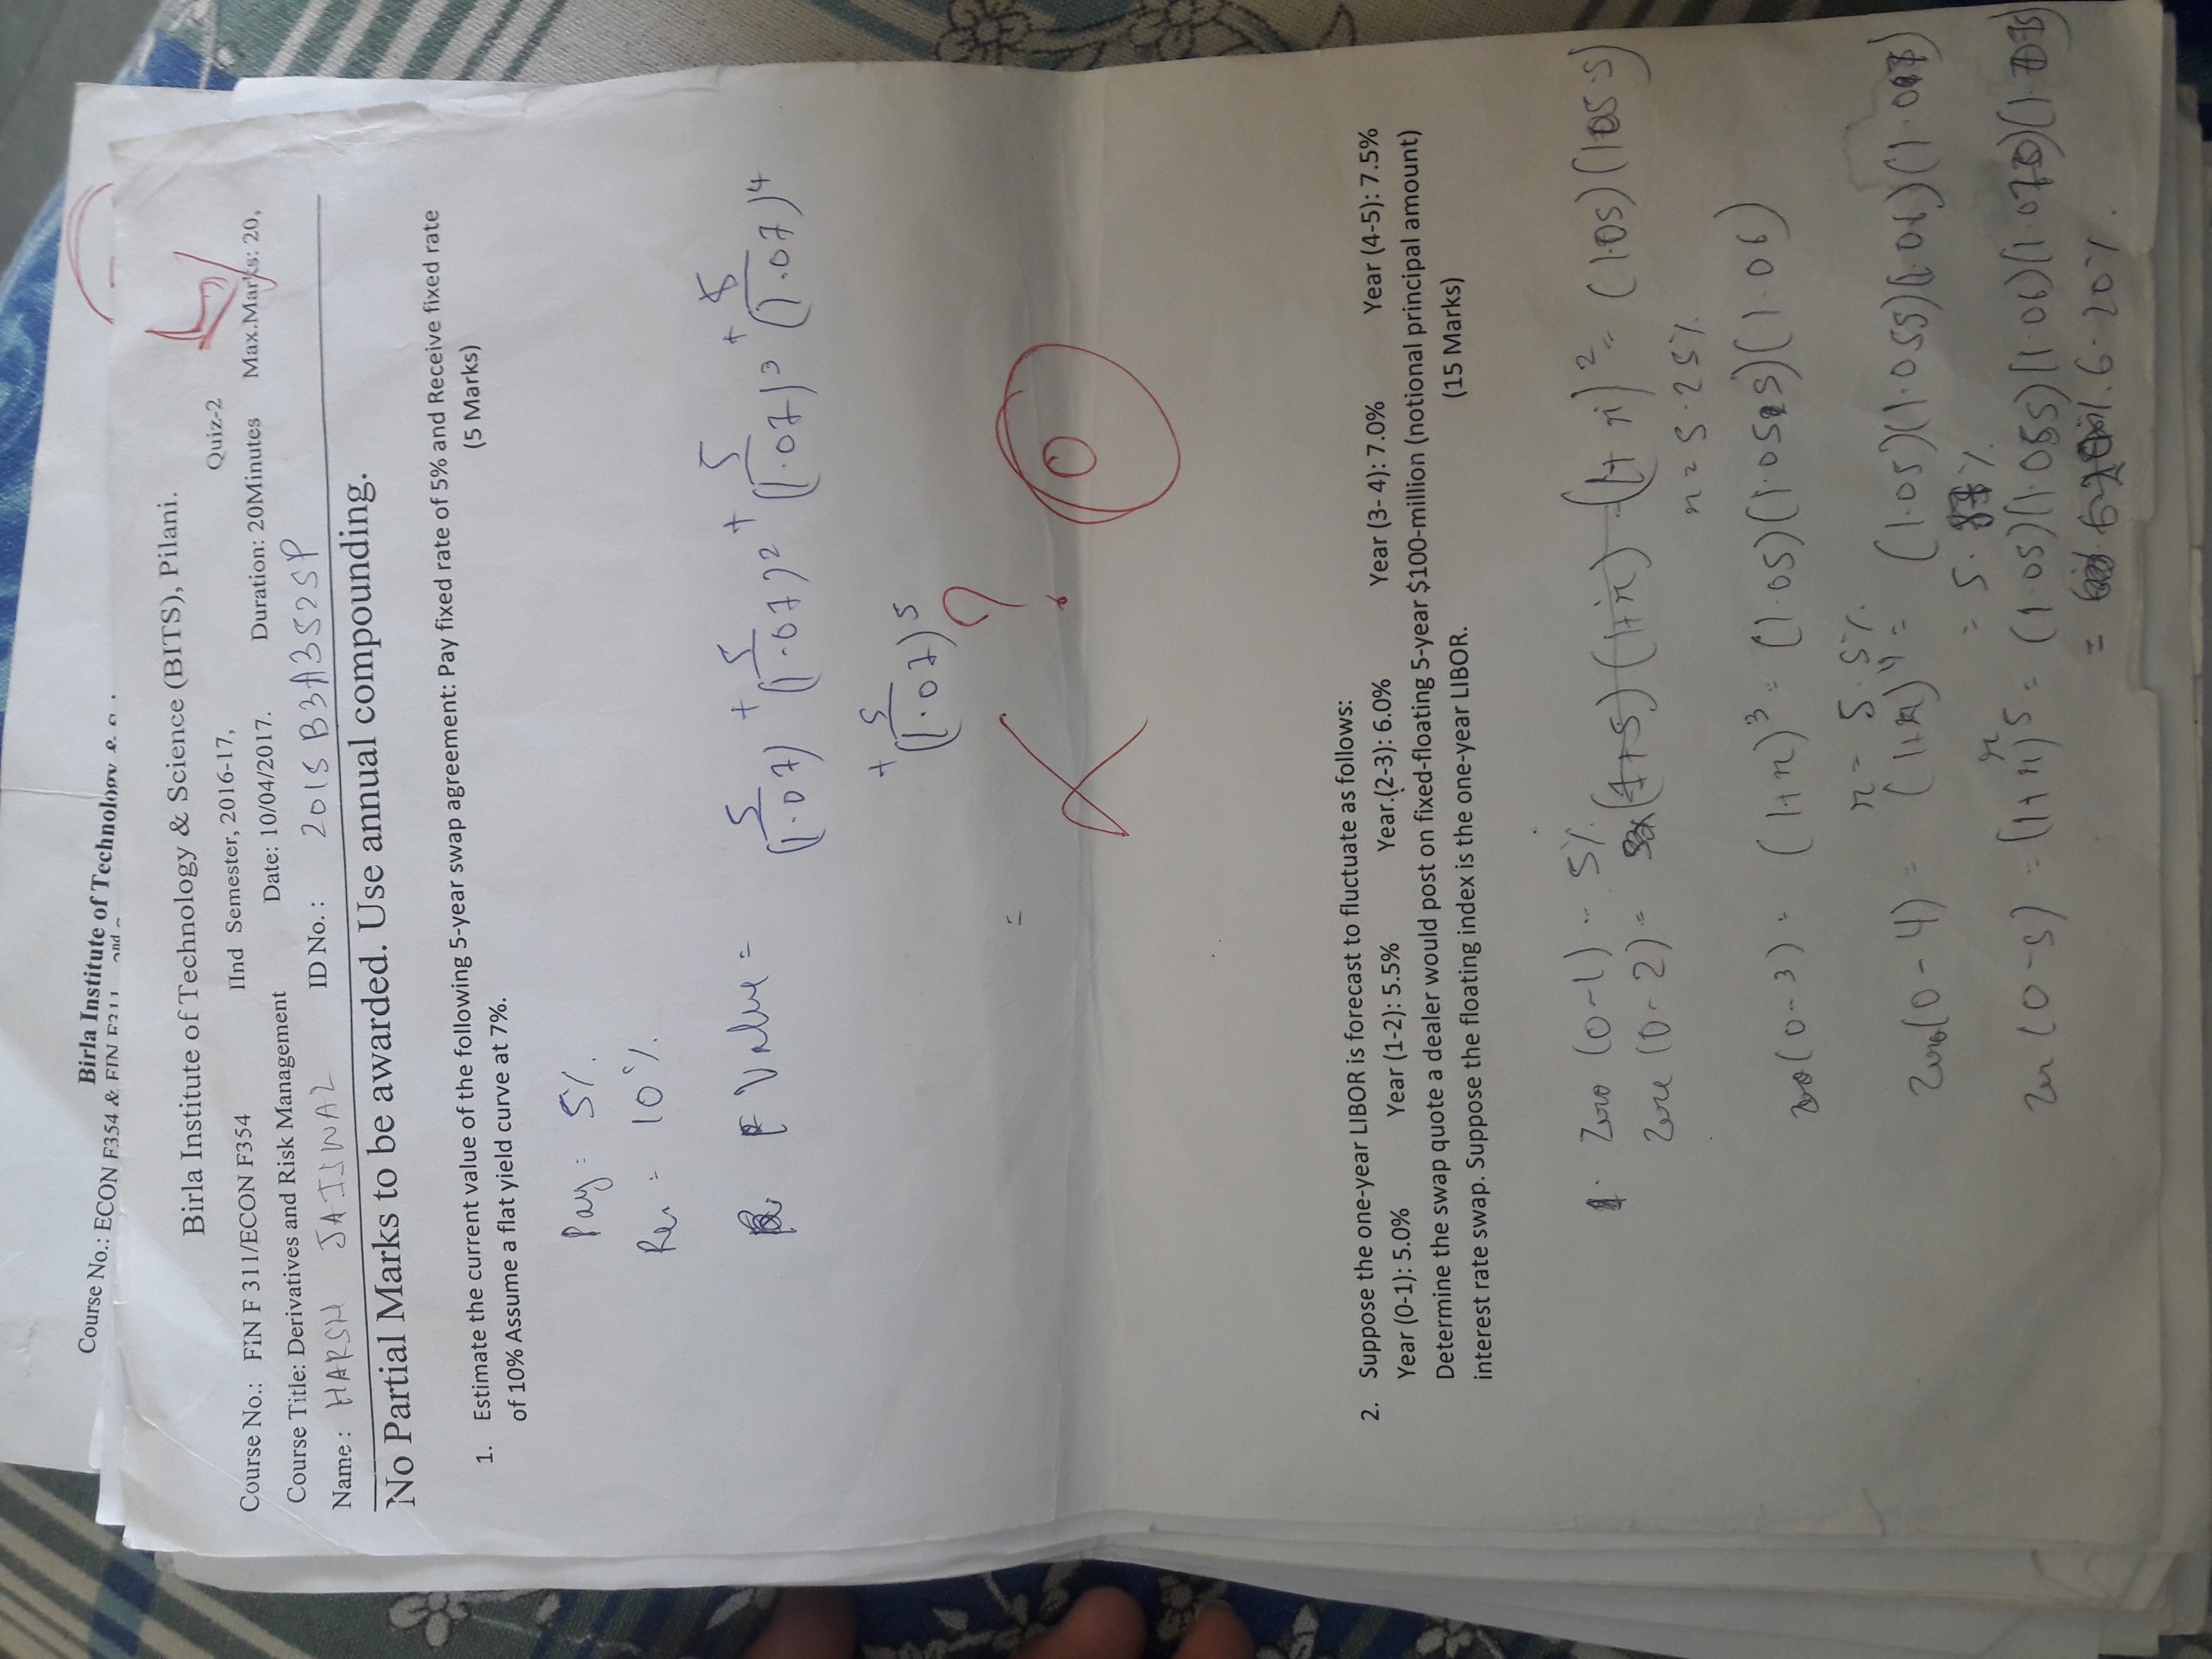 Birla Institute of Technology & S
Course No.: ECON F354 & FIN F311 2nd
Birla Institute of Technology & Science (BITS), Pilani.
Quiz-2
Course No.: FIN F 311/ECON F354 IInd Semester, 2016-17,
Course Title: Derivatives and Risk Management Date: 10/04/2017. Duration: 20Minutes Max.Marks: 20,
Name : HARSH JAISWAL ID No.: 2015B3A3525P
No Partial Marks to be awarded. Use annual compounding.
1. Estimate the current value of the following 5-year swap agreement: Pay fixed rate of 5% and Receive fixed rate
of 10% Assume a flat yield curve at 7%. (5 Marks)
Pay = 5%
Rer = 10%
Value = 5/(1.07) + 5/(1.07)2 + 5/(1.07)3 + 5/(1.07)4
+ 5/(1.07)5
=
?
0
2. Suppose the one-year LIBOR is forecast to fluctuate as follows:
Year (0-1): 5.0% Year (1-2): 5.5% Year.(2-3): 6.0% Year (3- 4): 7.0% Year (4-5): 7.5%
Determine the swap quote a dealer would post on fixed-floating 5-year $100-million (notional principal amount)
interest rate swap. Suppose the floating index is the one-year LIBOR. (15 Marks)
Zero (0-1) = 5%
Zero (0-2) = (1+r)2 = (1.05)(105.5)
r = 5.25%
zero(0-3) = (1+r)3 = (1.05)(1.055)(1.06)
r = 5.5%
Zero(0-4) = (1+r)4 = (1.05)(1.055)(1.06)(1.07)
r = 5. %
Zer (0-5) = (1+r)5 = (1.05)(1.055)(1.06)(1.07)(1.075)
= 6.20%.